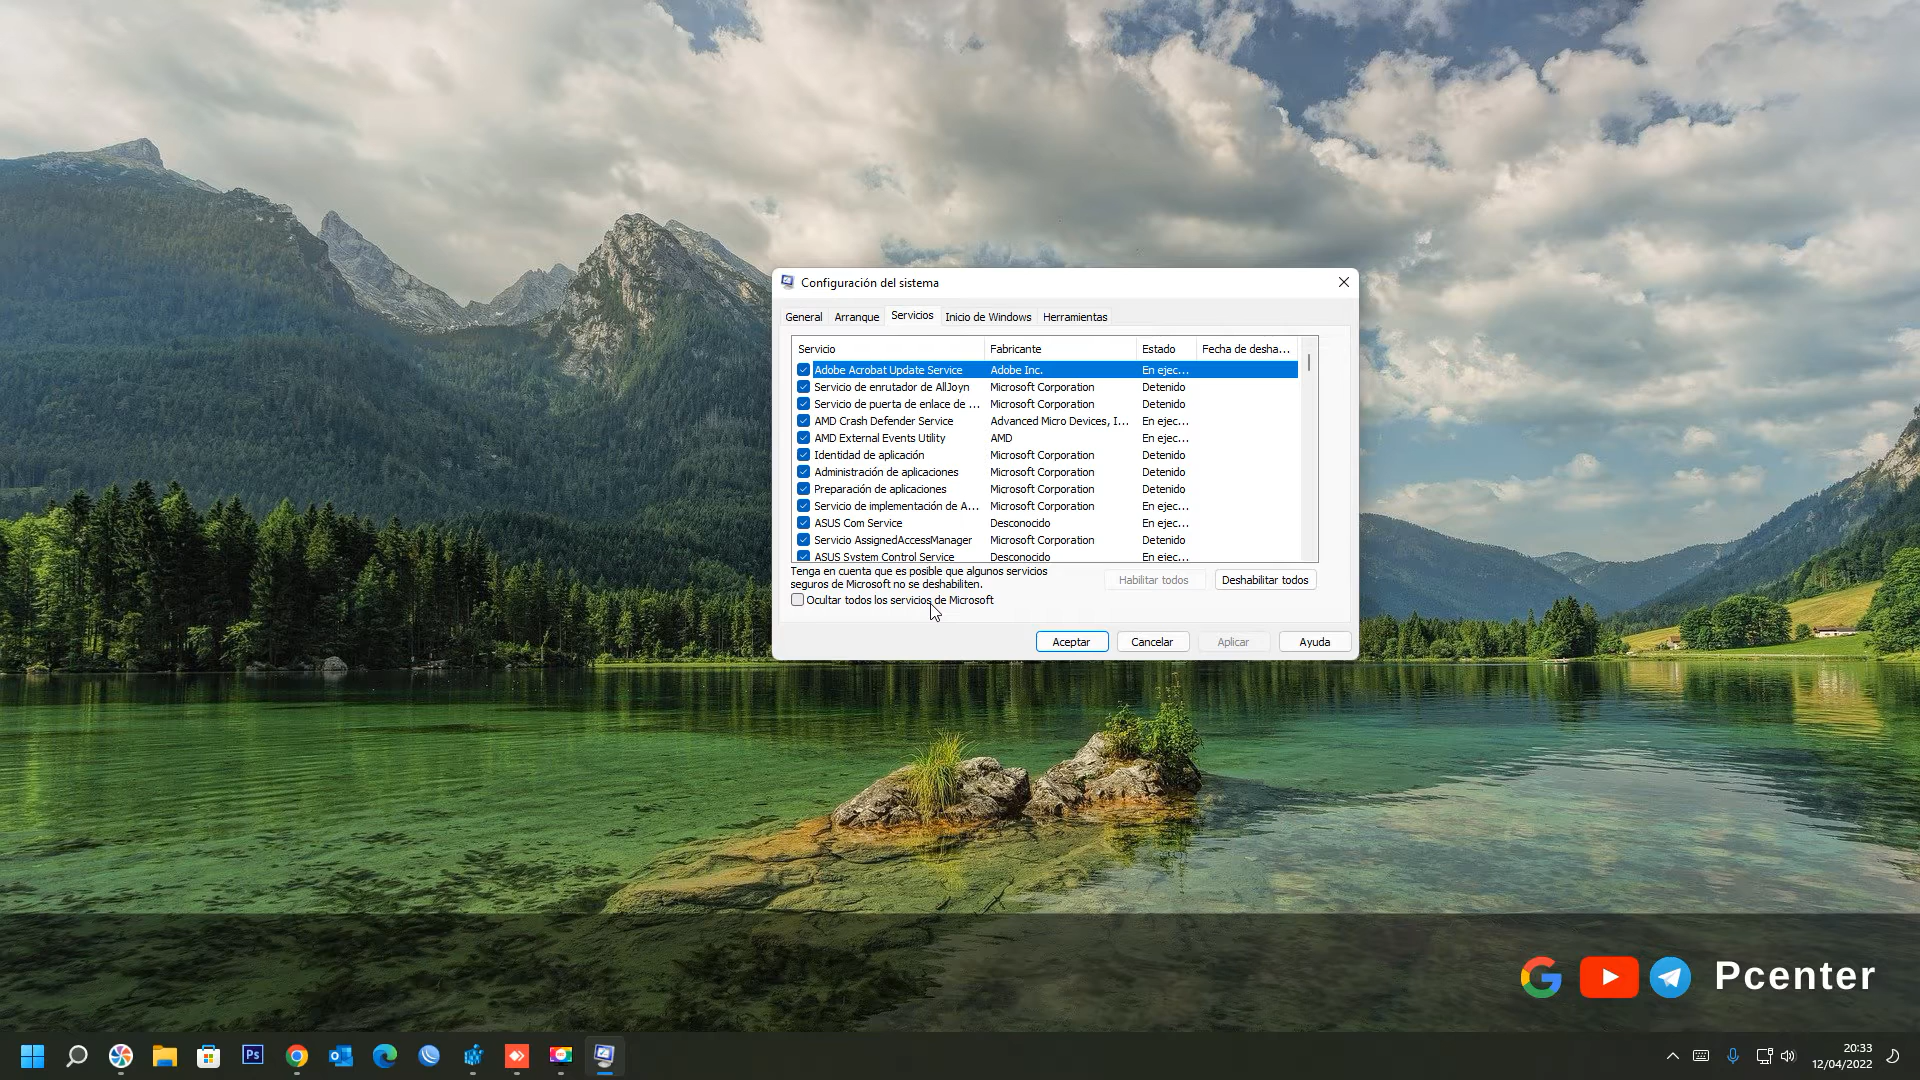 Configuración del sistema
General Arranque Servicios Inicio de Windows Herramientas
Servicio Fabricante Estado Fecha de desha...
Adobe Acrobat Update Service Adobe Inc. En ejec...
Servicio de enrutador de AllJoyn Microsoft Corporation Detenido
Servicio de puerta de enlace de ... Microsoft Corporation Detenido
AMD Crash Defender Service Advanced Micro Devices, I... En ejec...
AMD External Events Utility AMD En ejec...
Identidad de aplicación Microsoft Corporation Detenido
Administración de aplicaciones Microsoft Corporation Detenido
Preparación de aplicaciones Microsoft Corporation Detenido
Servicio de implementación de A... Microsoft Corporation En ejec...
ASUS Com Service Desconocido En ejec...
Servicio AssignedAccessManager Microsoft Corporation Detenido
ASUS System Control Service Desconocido En ejec...
Tenga en cuenta que es posible que algunos servicios
seguros de Microsoft no se deshabiliten.
Habilitar todos Deshabilitar todos
Ocultar todos los servicios de Microsoft
Aceptar Cancelar Aplicar Ayuda
Pcenter
Ps
20:33
12/04/2022